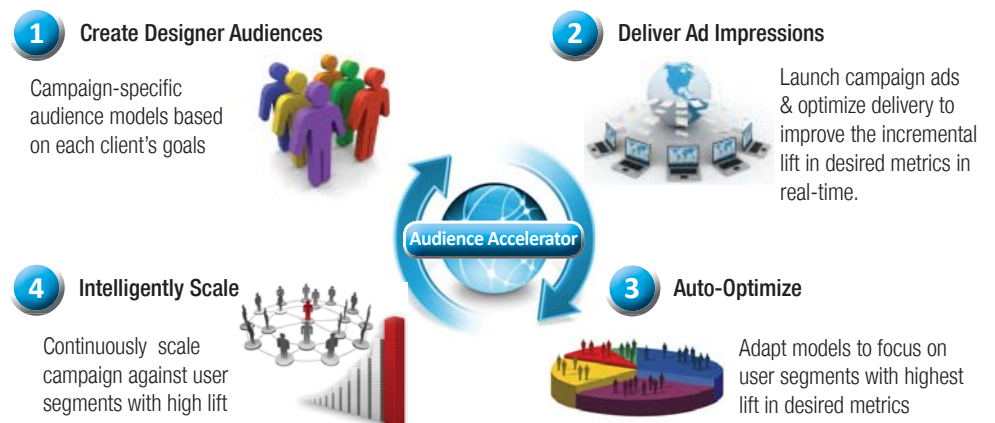 1 Create Designer Audiences
Campaign-specific
audience models based
on each client's goals
2 Deliver Ad Impressions
Launch campaign ads
& optimize delivery to
improve the incremental
lift in desired metrics in
real-time.
Audience Accelerator
3 Auto-Optimize
Adapt models to focus on
user segments with highest
lift in desired metrics
4 Intelligently Scale
Continuously scale
campaign against user
segments with high lift